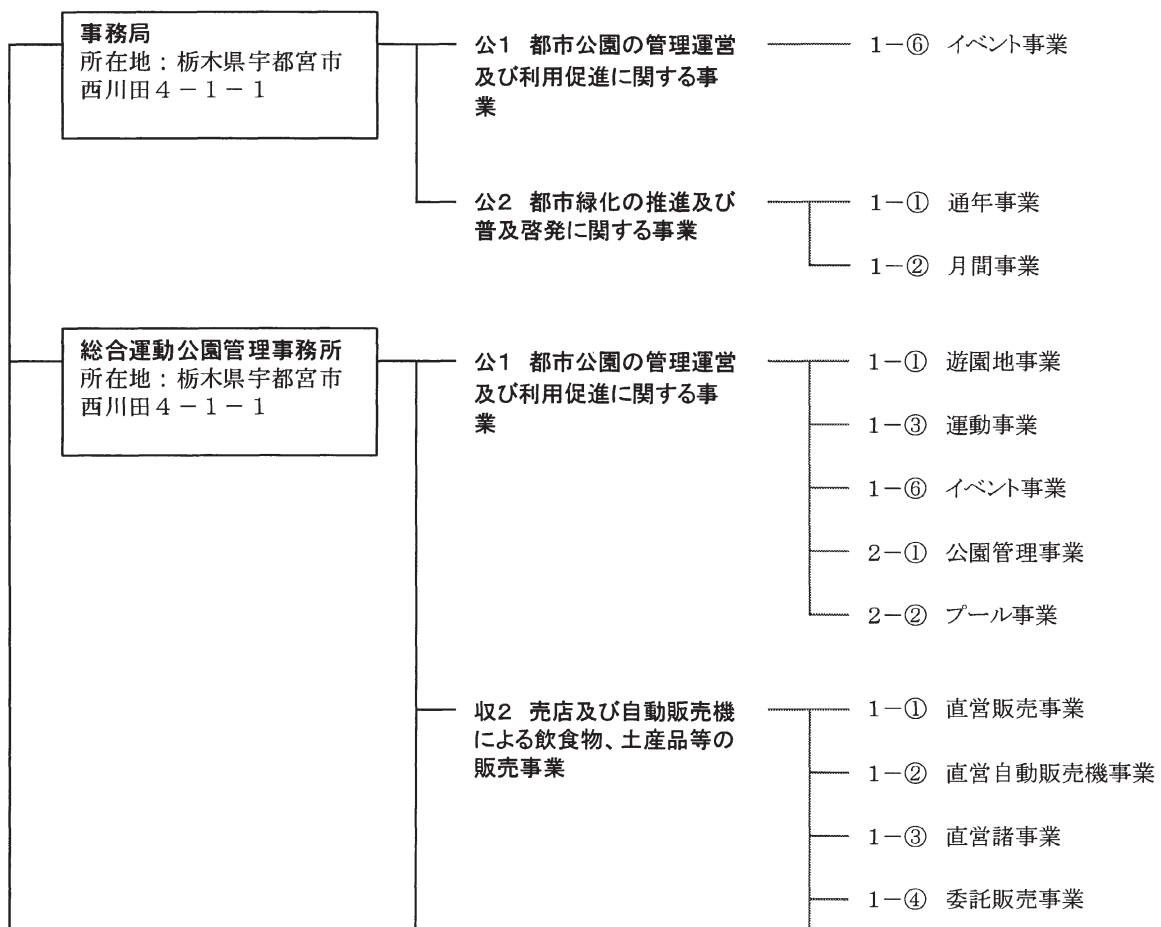 事務局
所在地：栃木県宇都宮市
西川田４－１－１
公1　都市公園の管理運営
及び利用促進に関する事
業
1－⑥　イベント事業
公2　都市緑化の推進及び
普及啓発に関する事業
1－①　通年事業
1－②　月間事業
総合運動公園管理事務所
所在地：栃木県宇都宮市
西川田４－１－１
公1　都市公園の管理運営
及び利用促進に関する事
業
1－①　遊園地事業
1－③　運動事業
1－⑥　イベント事業
2－①　公園管理事業
2－②　プール事業
収2　売店及び自動販売機
による飲食物、土産品等の
販売事業
1－①　直営販売事業
1－②　直営自動販売機事業
1－③　直営諸事業
1－④　委託販売事業